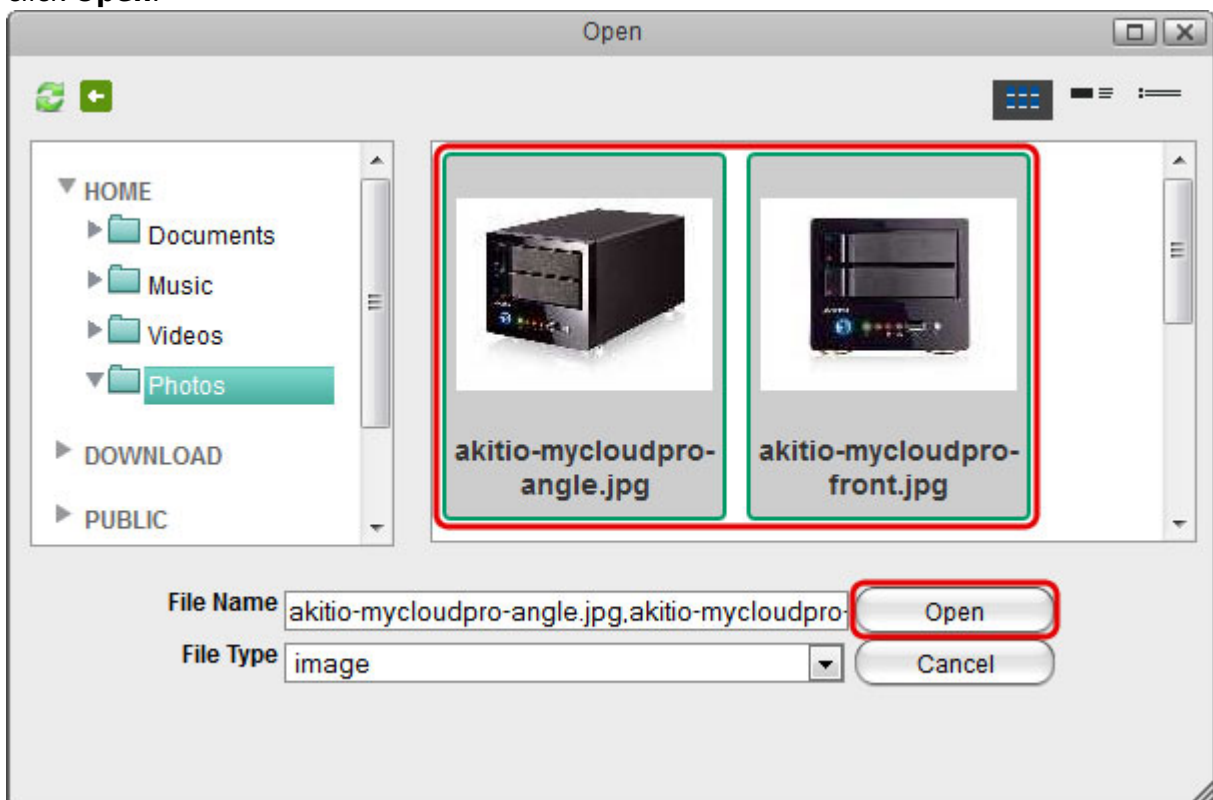 Open
HOME
Documents
Music
Videos
Photos
DOWNLOAD
PUBLIC
akitio-mycloudpro-
angle.jpg
akitio-mycloudpro-
front.jpg
File Name akitio-mycloudpro-angle.jpg,akitio-mycloudpro- Open
File Type image Cancel